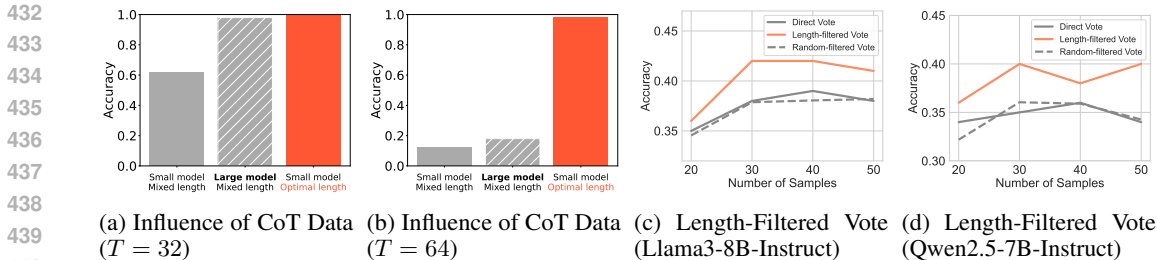 432
433
434
435
436
437
438
439
Accuracy
1.0
0.8
0.6
0.4
0.2
0.0
Small model
Mixed length
Large model
Mixed length
Small model
Optimal length
(a) Influence of CoT Data
(T = 32)
Accuracy
1.0
0.8
0.6
0.4
0.2
0.0
Small model
Mixed length
Large model
Mixed length
Small model
Optimal length
(b) Influence of CoT Data
(T = 64)
Accuracy
0.45
0.40
0.35
Direct Vote
Length-filtered Vote
Random-filtered Vote
20 30 40 50
Number of Samples
(c) Length-Filtered Vote
(Llama3-8B-Instruct)
Accuracy
0.45
0.40
0.35
0.30
Direct Vote
Length-filtered Vote
Random-filtered Vote
20 30 40 50
Number of Samples
(d) Length-Filtered Vote
(Qwen2.5-7B-Instruct)